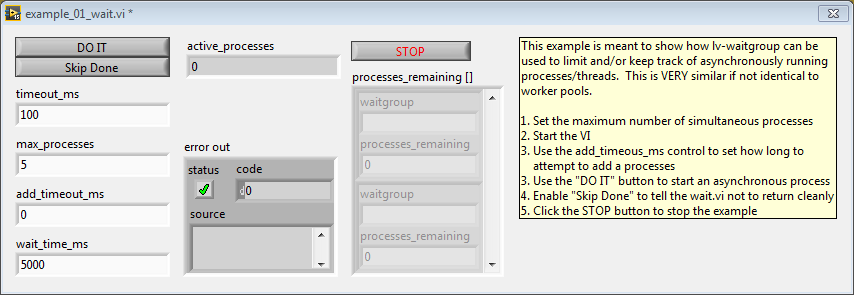 example_01_wait.vi *
DO IT
Skip Done
timeout_ms
100
max_processes
5
add_timeout_ms
0
wait_time_ms
5000
active_processes
0
error out
status
code
d0
source
STOP
processes_remaining []
waitgroup
processes_remaining
0
waitgroup
processes_remaining
0
This example is meant to show how lv-waitgroup can be
used to limit and/or keep track of asynchronously running
processes/threads. This is VERY similar if not identical to
worker pools.
1. Set the maximum number of simultaneous processes
2. Start the VI
3. Use the add_timeous_ms control to set how long to
attempt to add a processes
3. Use the "DO IT" button to start an asynchronous process
4. Enable "Skip Done" to tell the wait.vi not to return cleanly
5. Click the STOP button to stop the example